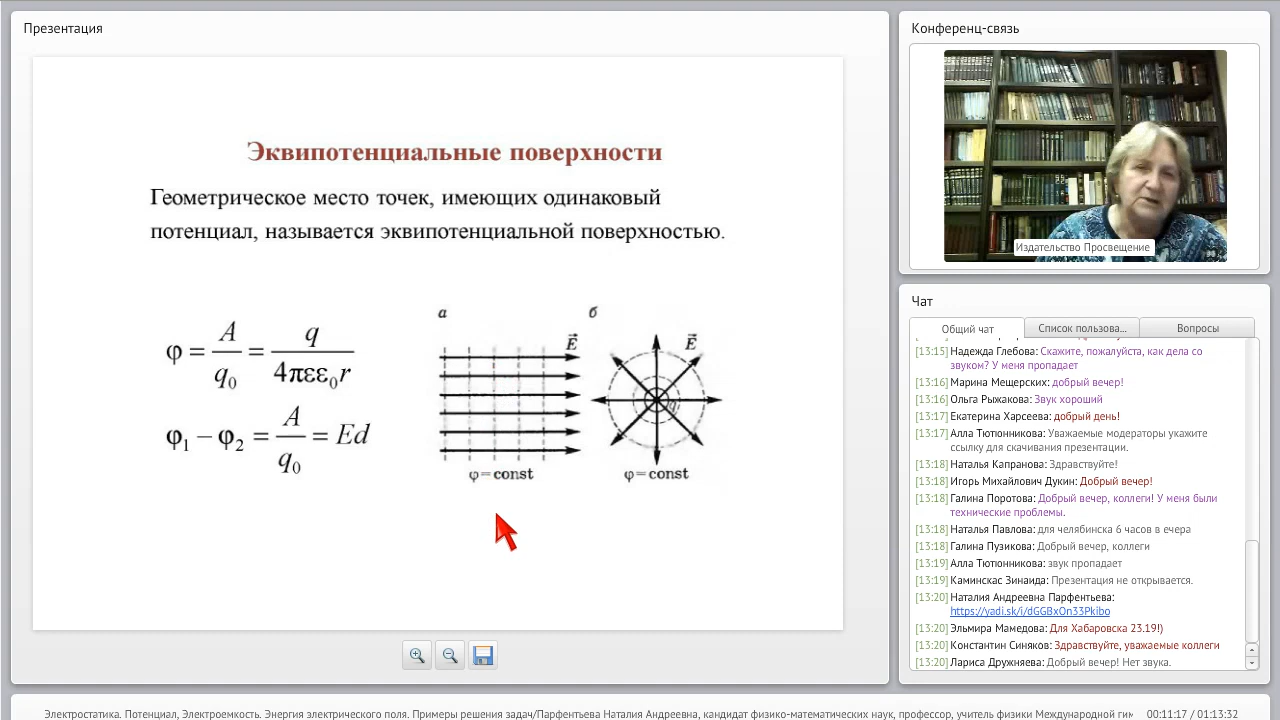 Презентация
Эквипотенциальные поверхности
Геометрическое место точек, имеющих одинаковый
потенциал, называется эквипотенциальной поверхностью.
φ = A/q₀ = q/4πεε₀r
φ₁ − φ₂ = A/q₀ = Ed
а
E⃗
φ=const
б
E⃗
φ=const
Конференц-связь
Издательство Просвещение
Чат
Общий чат
Список пользова...
Вопросы
[13:15] Надежда Глебова: Скажите, пожалуйста, как дела со
звуком? У меня пропадает
[13:16] Марина Мещерских: добрый вечер!
[13:16] Ольга Рыжакова: Звук хороший
[13:17] Екатерина Харсеева: добрый день!
[13:17] Алла Тютюнникова: Уважаемые модераторы укажите
ссылку для скачивания презентации.
[13:18] Наталья Капранова: Здравствуйте!
[13:18] Игорь Михайлович Дукин: Добрый вечер!
[13:18] Галина Поротова: Добрый вечер, коллеги! У меня были
технические проблемы.
[13:18] Наталья Павлова: для челябинска 6 часов в ечера
[13:18] Галина Пузикова: Добрый вечер, коллеги
[13:19] Алла Тютюнникова: звук пропадает
[13:19] Каминскас Зинаида: Презентация не открывается.
[13:20] Наталия Андреевна Парфентьева:
https://yadi.sk/i/dGGBxOn33Pkibo
[13:20] Эльмира Мамедова: Для Хабаровска 23.19!)
[13:20] Константин Синяков: Здравствуйте, уважаемые коллеги
[13:20] Лариса Дружняева: Добрый вечер! Нет звука.
Электростатика. Потенциал, Электроемкость. Энергия электрического поля. Примеры решения задач/Парфентьева Наталия Андреевна, кандидат физико-математических наук, профессор, учитель физики Международной ги
00:11:17 / 01:13:32